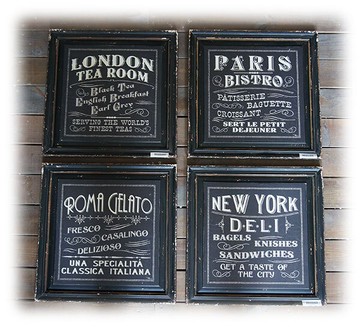 LONDON
TEA ROOM
Black Tea
English Breakfast
Earl Grey
SERVING THE WORLD'S
FINEST TEAS
PARIS
BISTRO
PATISSERIE
BAGUETTE
CROISSANT
SERT LE PETIT
DEJEUNER
ROMA GELATO
FRESCO
CASALINGO
DELIZIOSO
UNA SPECIALITÀ
CLASSICA ITALIANA
NEW YORK
DELI
BAGELS
KNISHES
SANDWICHES
GET A TASTE OF
THE CITY